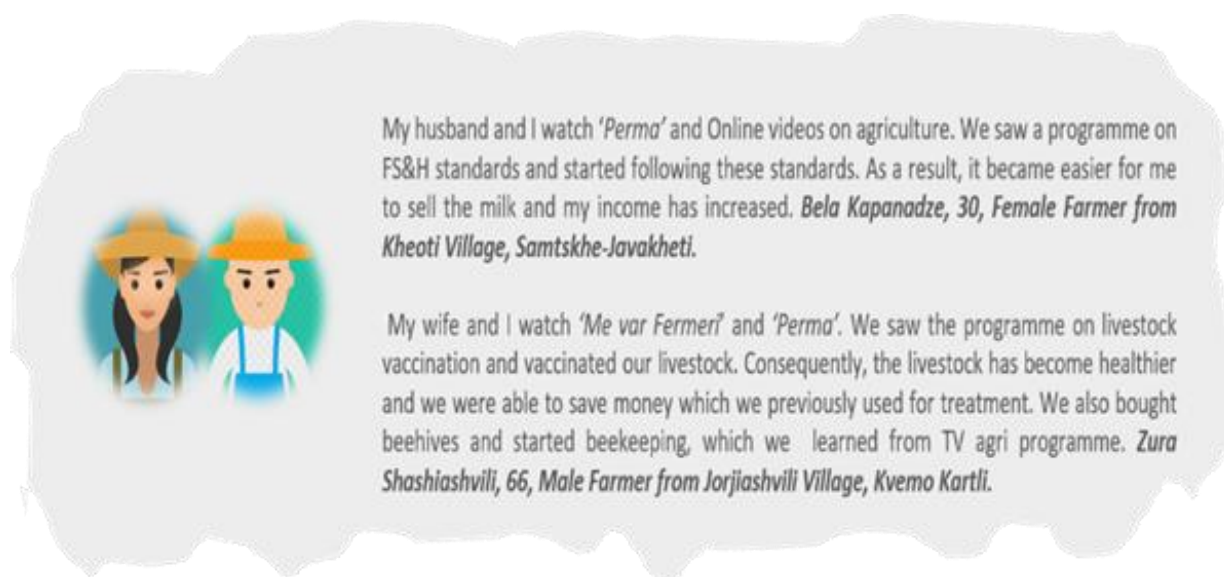 My husband and I watch ‘Perma’ and Online videos on agriculture. We saw a programme on
FS&H standards and started following these standards. As a result, it became easier for me
to sell the milk and my income has increased. Bela Kapanadze, 30, Female Farmer from
Kheoti Village, Samtskhe-Javakheti.
My wife and I watch ‘Me var Fermeri’ and ‘Perma’. We saw the programme on livestock
vaccination and vaccinated our livestock. Consequently, the livestock has become healthier
and we were able to save money which we previously used for treatment. We also bought
beehives and started beekeeping, which we learned from TV agri programme. Zura
Shashiashvili, 66, Male Farmer from Jorjiashvili Village, Kvemo Kartli.